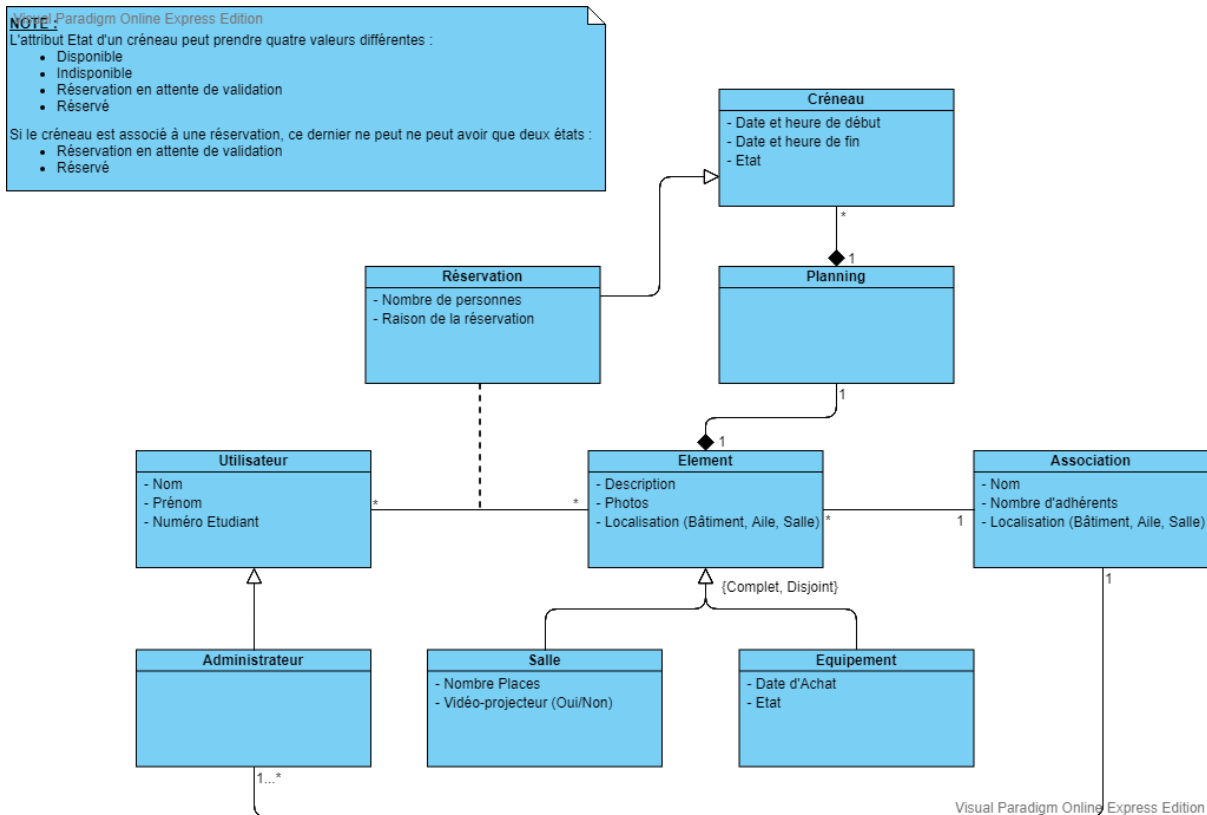 Visual Paradigm Online Express Edition
NOTE :
L'attribut Etat d'un créneau peut prendre quatre valeurs différentes :
• Disponible
• Indisponible
• Réservation en attente de validation
• Réservé
Si le créneau est associé à une réservation, ce dernier ne peut ne peut avoir que deux états :
• Réservation en attente de validation
• Réservé
Créneau
- Date et heure de début
- Date et heure de fin
- Etat
*
1
Réservation
- Nombre de personnes
- Raison de la réservation
Planning
1
1
Utilisateur
- Nom
- Prénom
- Numéro Etudiant
*
*
Element
- Description
- Photos
- Localisation (Bâtiment, Aile, Salle)
*
1
Association
- Nom
- Nombre d'adhérents
- Localisation (Bâtiment, Aile, Salle)
1
{Complet, Disjoint}
Administrateur
1...*
Salle
- Nombre Places
- Vidéo-projecteur (Oui/Non)
Equipement
- Date d'Achat
- Etat
Visual Paradigm Online Express Edition